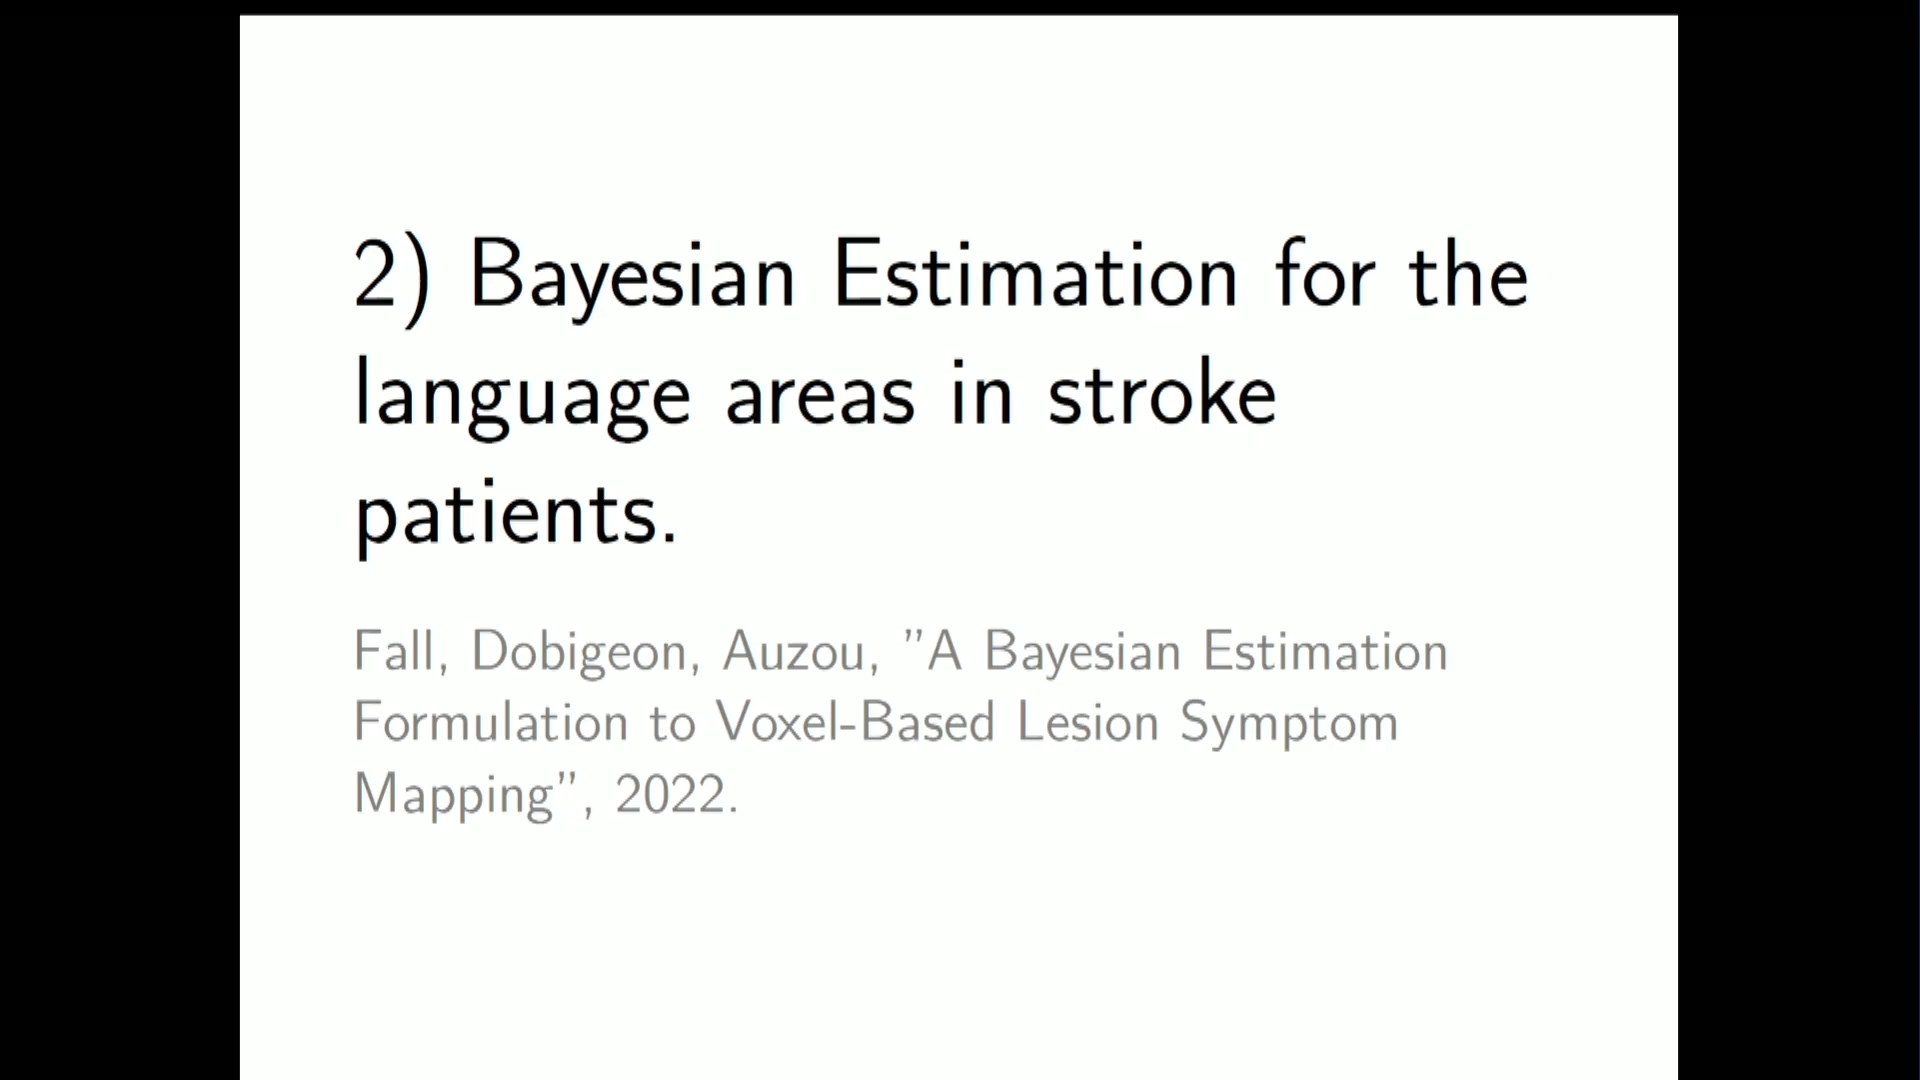 2) Bayesian Estimation for the
language areas in stroke
patients.
Fall, Dobigeon, Auzou, ”A Bayesian Estimation
Formulation to Voxel-Based Lesion Symptom
Mapping”, 2022.